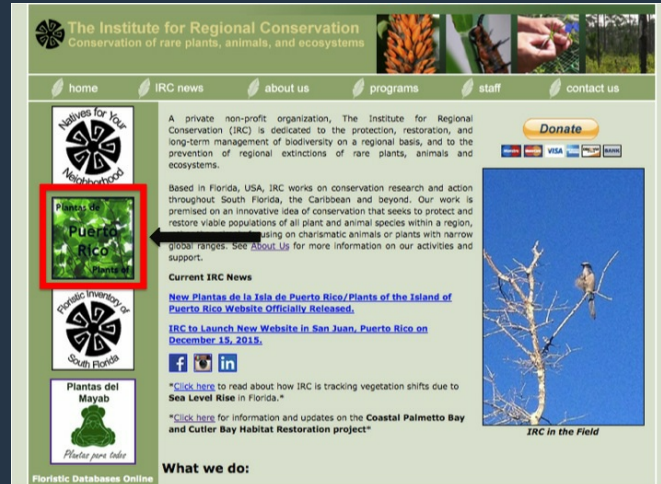 The Institute for Regional Conservation
Conservation of rare plants, animals, and ecosystems
home IRC news about us programs staff contact us
Natives for Your
Neighborhood
Plantas de
Puerto
Rico
Plants of
Floristic Inventory of
South Florida
Plantas del
Mayab
Plantas para todos
Floristic Databases Online
A private non-profit organization, The Institute for Regional
Conservation (IRC) is dedicated to the protection, restoration, and
long-term management of biodiversity on a regional basis, and to the
prevention of regional extinctions of rare plants, animals and
ecosystems.
Based in Florida, USA, IRC works on conservation research and action
throughout South Florida, the Caribbean and beyond. Our work is
premised on an innovative idea of conservation that seeks to protect and
restore viable populations of all plant and animal species within a region,
using on charismatic animals or plants with narrow
global ranges. See About Us for more information on our activities and
support.
Current IRC News
New Plantas de la Isla de Puerto Rico/Plants of the Island of
Puerto Rico Website Officially Released.
IRC to Launch New Website in San Juan, Puerto Rico on
December 15, 2015.
f in
*Click here to read about how IRC is tracking vegetation shifts due to
Sea Level Rise in Florida.*
*Click here for information and updates on the Coastal Palmetto Bay
and Cutler Bay Habitat Restoration project*
What we do:
Donate
VISA BANK
IRC in the Field